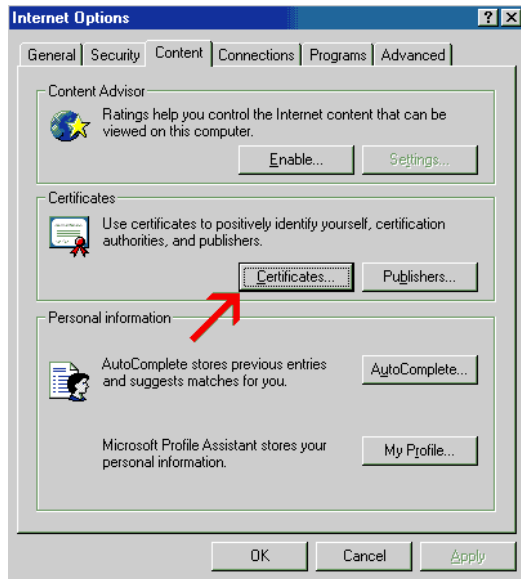 Internet Options
? X
General Security Content Connections Programs Advanced
Content Advisor
Ratings help you control the Internet content that can be
viewed on this computer.
Enable... Settings...
Certificates
Use certificates to positively identify yourself, certification
authorities, and publishers.
Certificates... Publishers...
Personal information
AutoComplete stores previous entries
and suggests matches for you.
AutoComplete...
Microsoft Profile Assistant stores your
personal information.
My Profile...
OK Cancel Apply